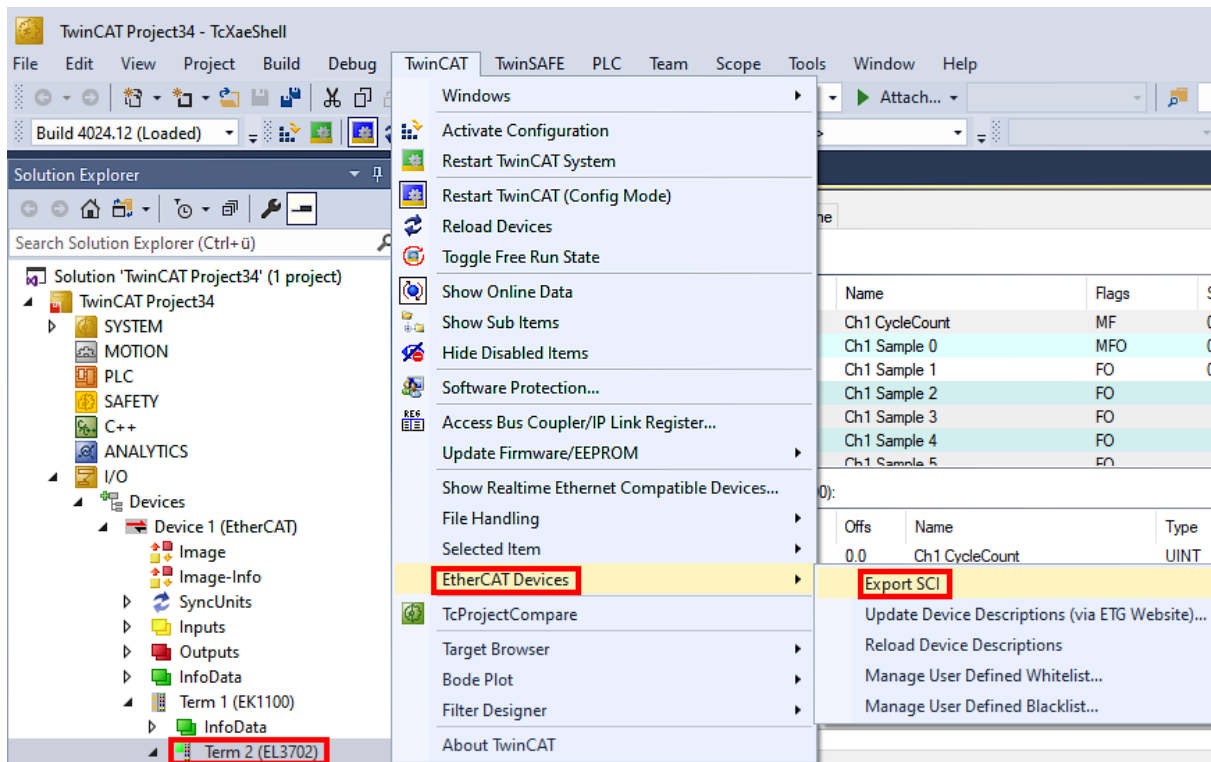 TwinCAT Project34 - TcXaeShell
File Edit View Project Build Debug TwinCAT TwinSAFE PLC Team Scope Tools Window Help
Attach...
Build 4024.12 (Loaded)
Windows
Activate Configuration
Restart TwinCAT System
Restart TwinCAT (Config Mode)
Reload Devices
Toggle Free Run State
Show Online Data
Show Sub Items
Hide Disabled Items
Software Protection...
REG
Access Bus Coupler/IP Link Register...
Update Firmware/EEPROM
Show Realtime Ethernet Compatible Devices...
File Handling
Selected Item
EtherCAT Devices
TcProjectCompare
Target Browser
Bode Plot
Filter Designer
About TwinCAT
Export SCI
Update Device Descriptions (via ETG Website)...
Reload Device Descriptions
Manage User Defined Whitelist...
Manage User Defined Blacklist...
Solution Explorer
Search Solution Explorer (Ctrl+ü)
Solution 'TwinCAT Project34' (1 project)
TwinCAT Project34
SYSTEM
MOTION
PLC
SAFETY
C++
ANALYTICS
I/O
Devices
Device 1 (EtherCAT)
Image
Image-Info
SyncUnits
Inputs
Outputs
InfoData
Term 1 (EK1100)
InfoData
Term 2 (EL3702)
Name Flags
Ch1 CycleCount MF
Ch1 Sample 0 MFO
Ch1 Sample 1 FO
Ch1 Sample 2 FO
Ch1 Sample 3 FO
Ch1 Sample 4 FO
Ch1 Sample 5 FO
Offs Name Type
0.0 Ch1 CycleCount UINT